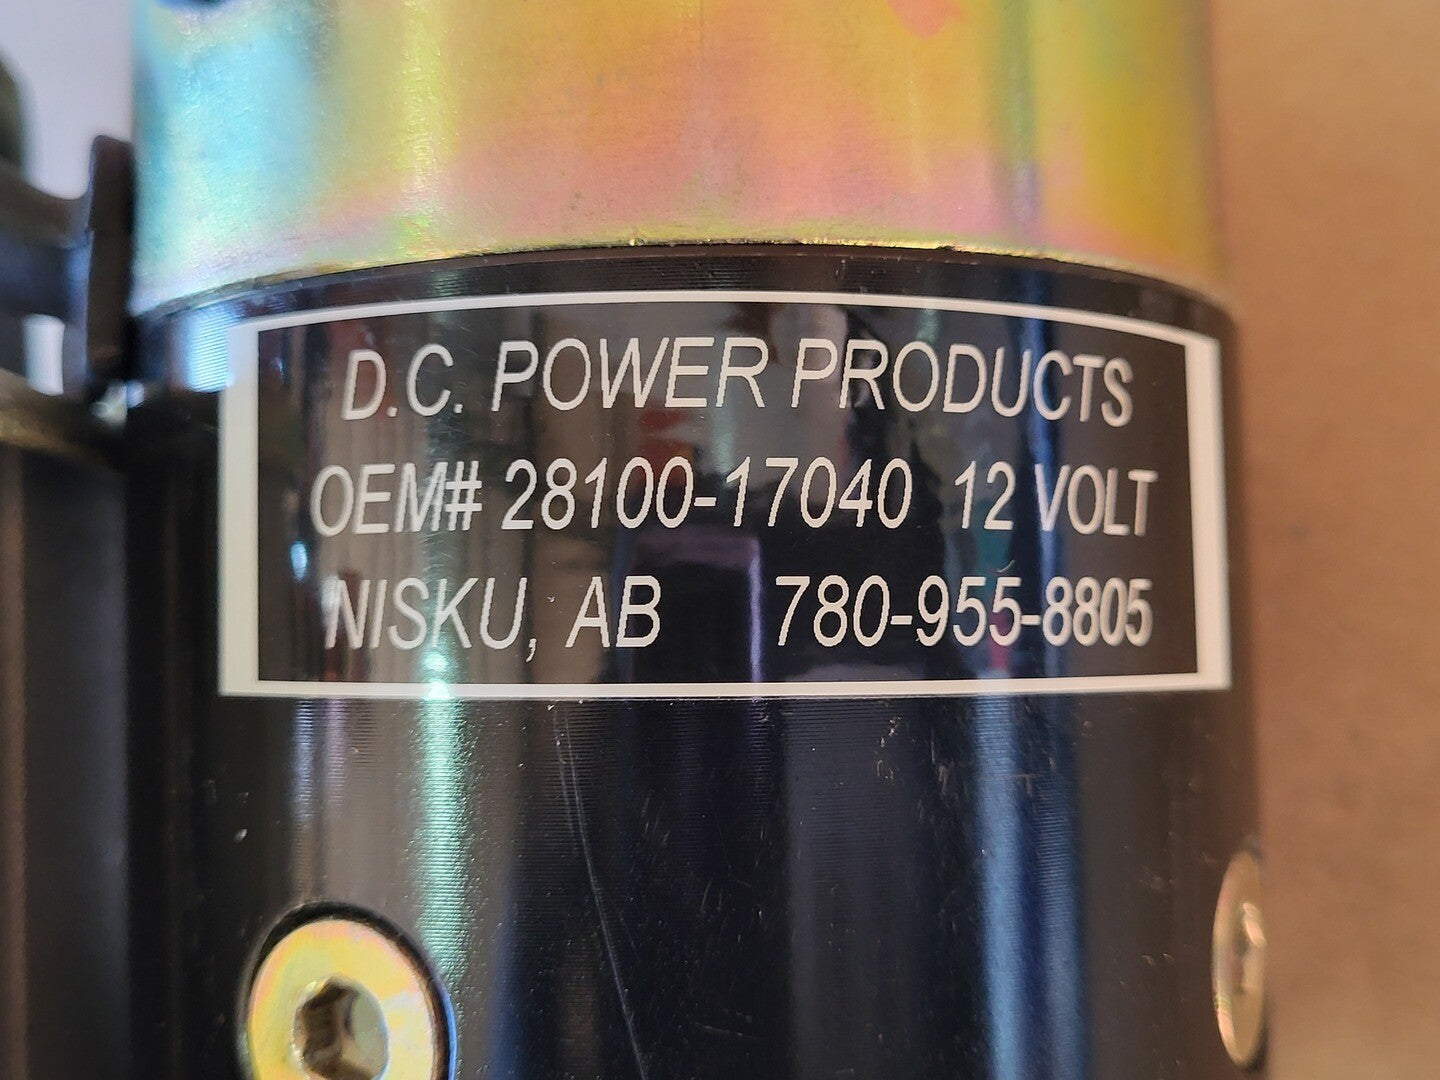 D.C. POWER PRODUCTS
OEM# 28100-17040 12 VOLT
NISKU, AB 780-955-8805